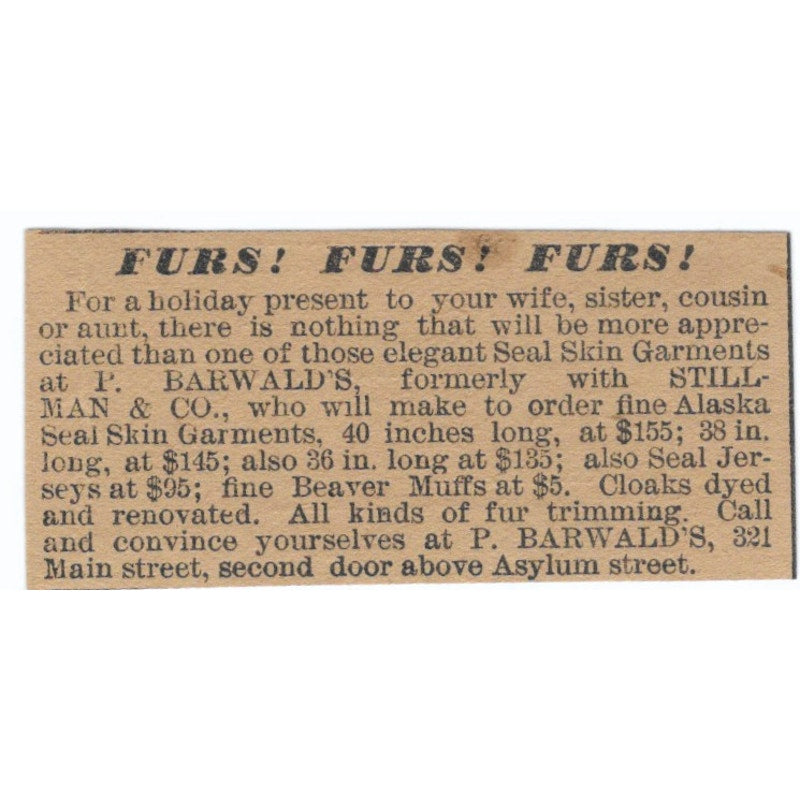 FURS! FURS! FURS!
For a holiday present to your wife, sister, cousin
or aunt, there is nothing that will be more appre-
ciated than one of those elegant Seal Skin Garments
at P. BARWALD'S, formerly with STILL-
MAN & CO., who will make to order fine Alaska
Seal Skin Garments, 40 inches long, at $155; 38 in.
long, at $145; also 36 in. long at $135; also Seal Jer-
seys at $95; fine Beaver Muffs at $5. Cloaks dyed
and renovated. All kinds of fur trimming. Call
and convince yourselves at P. BARWALD'S, 321
Main street, second door above Asylum street.